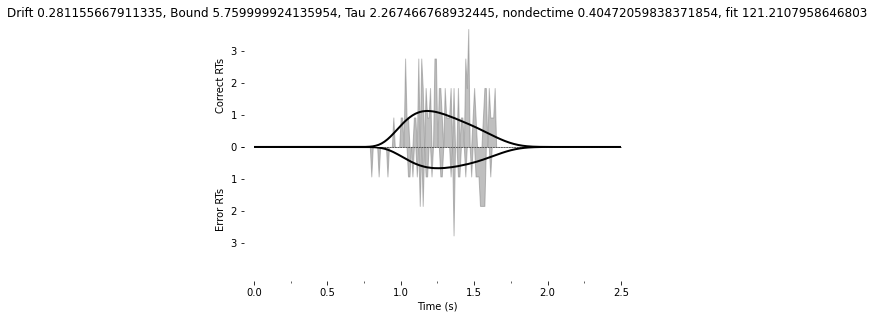 Drift 0.281155667911335, Bound 5.759999924135954, Tau 2.267466768932445, nondectime 0.40472059838371854, fit 121.2107958646803
Correct RTs
3
2
1
0
1
2
3
Error RTs
0.0 0.5 1.0 1.5 2.0 2.5
Time (s)